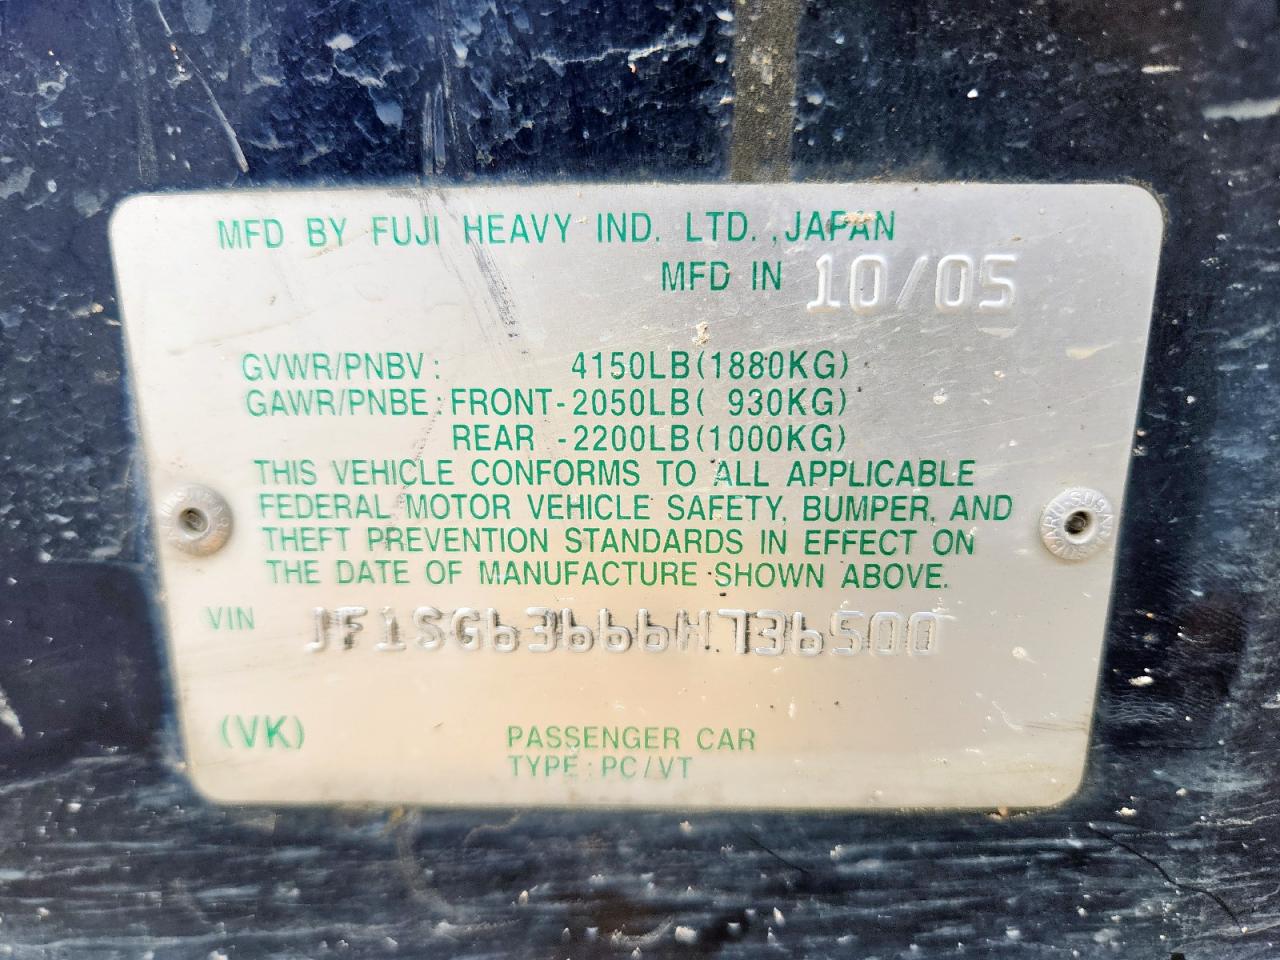 MFD BY FUJI HEAVY IND. LTD., JAPAN
MFD IN 10/05
GVWR/PNBV: 4150LB(1880KG)
GAWR/PNBE: FRONT-2050LB( 930KG)
REAR -2200LB(1000KG)
THIS VEHICLE CONFORMS TO ALL APPLICABLE
FEDERAL MOTOR VEHICLE SAFETY, BUMPER, AND
THEFT PREVENTION STANDARDS IN EFFECT ON
THE DATE OF MANUFACTURE SHOWN ABOVE.
VIN JF1SG63666H736500
(VK) PASSENGER CAR
TYPE: PC/VT